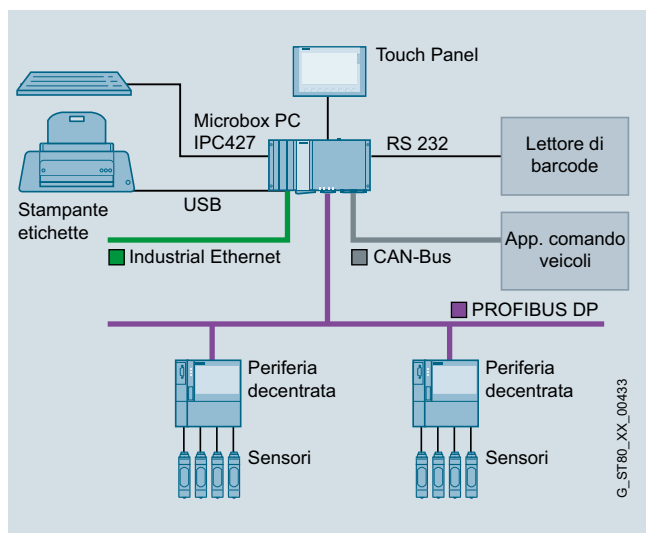 Touch Panel
Microbox PC
IPC427
RS 232
Lettore di
barcode
Stampante
etichette
USB
Industrial Ethernet
CAN-Bus
App. comando
veicoli
PROFIBUS DP
Periferia
decentrata
Periferia
decentrata
Sensori
Sensori
G_ST80_XX_00433